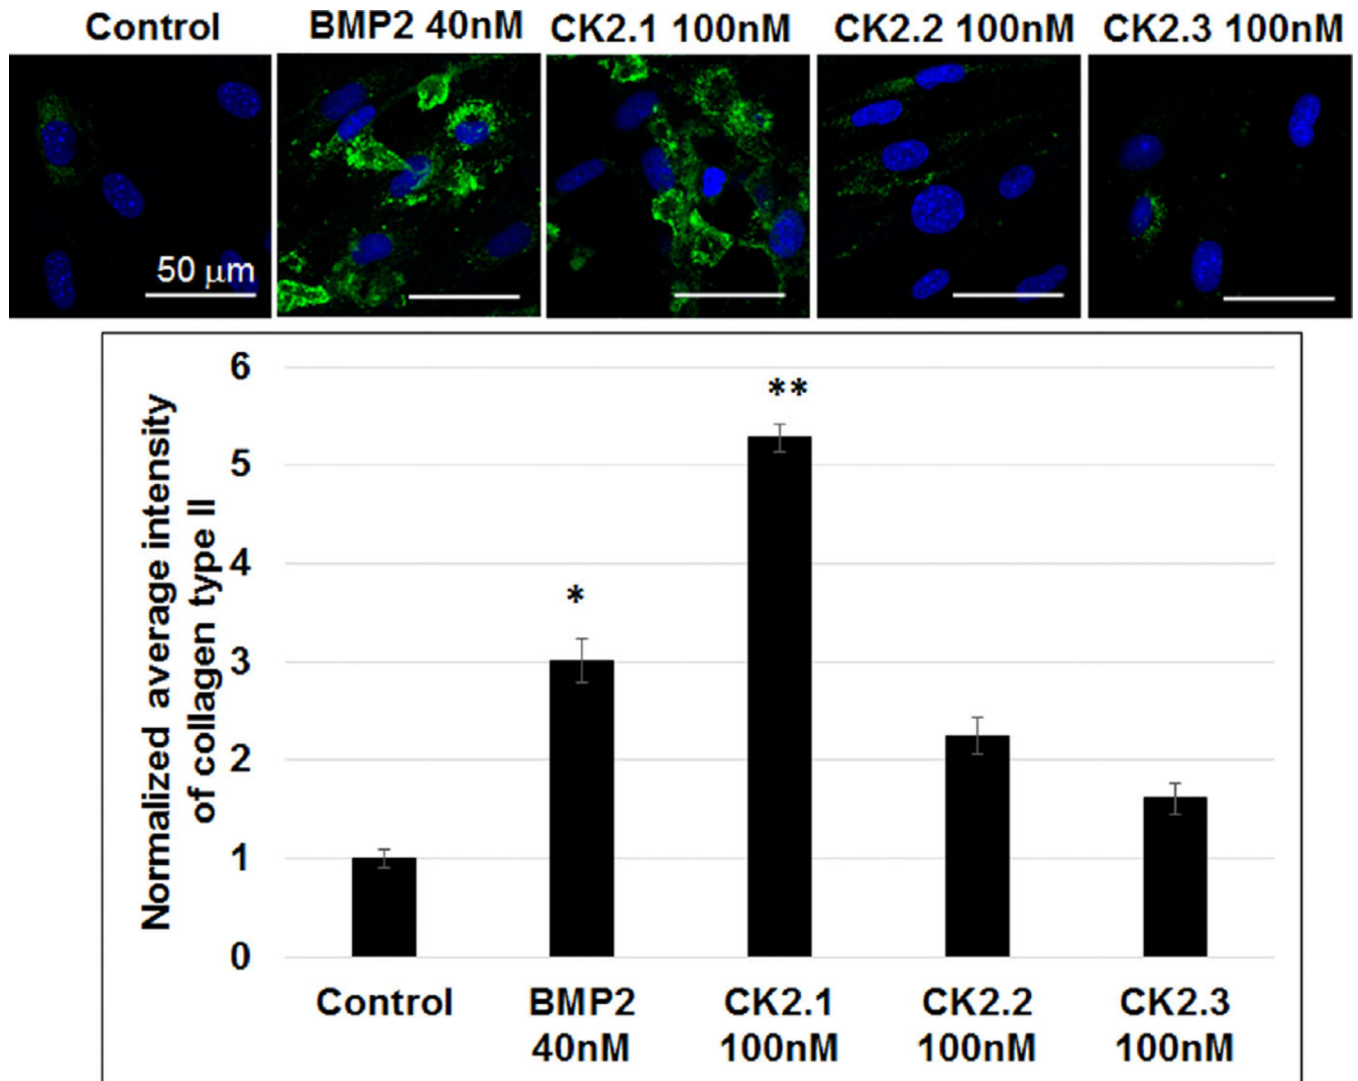 Control
BMP2 40nM
CK2.1 100nM
CK2.2 100nM
CK2.3 100nM
50 μm
Normalized average intensity
of collagen type II
6
5
4
3
2
1
0
*
**
Control
BMP2
40nM
CK2.1
100nM
CK2.2
100nM
CK2.3
100nM